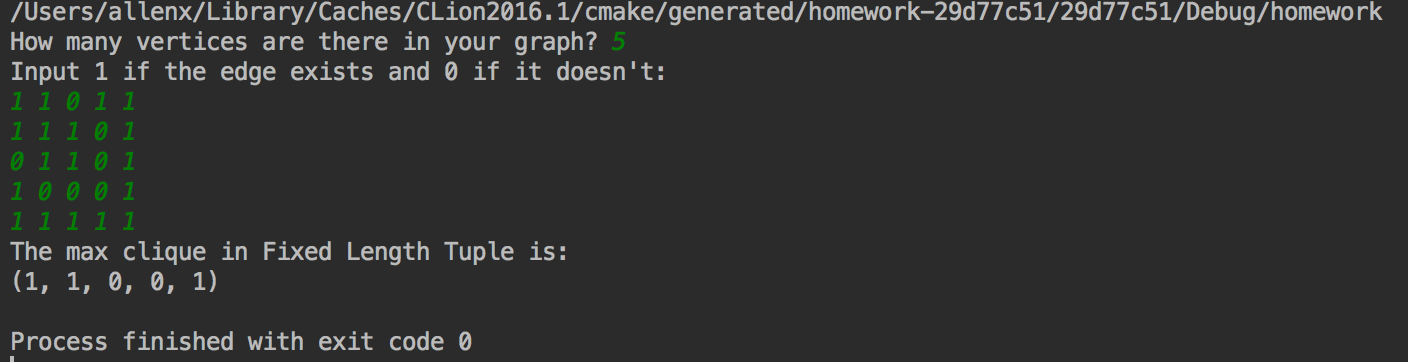 /Users/allenx/Library/Caches/CLion2016.1/cmake/generated/homework-29d77c51/29d77c51/Debug/homework
How many vertices are there in your graph? 5
Input 1 if the edge exists and 0 if it doesn't:
1 1 0 1 1
1 1 1 0 1
0 1 1 0 1
1 0 0 0 1
1 1 1 1 1
The max clique in Fixed Length Tuple is:
(1, 1, 0, 0, 1)
Process finished with exit code 0